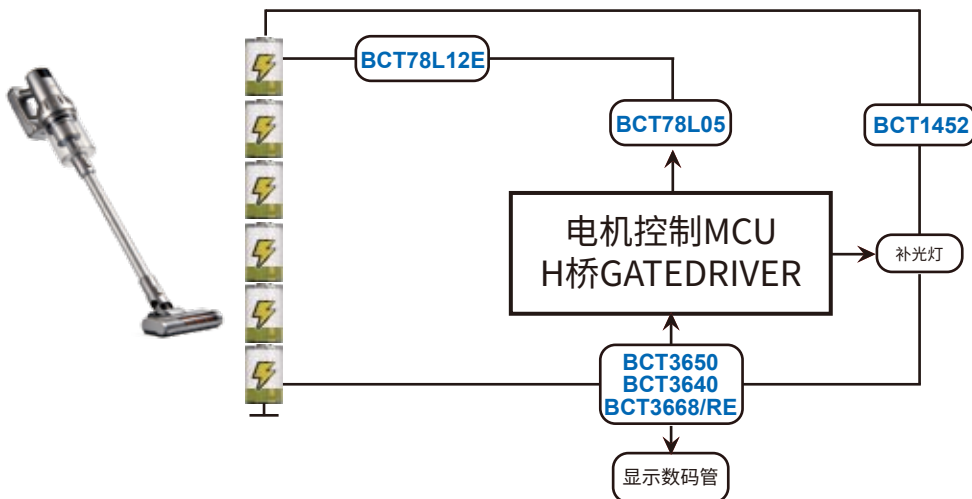 BCT78L12E
BCT78L05
BCT1452
电机控制MCU
H桥GATEDRIVER
补光灯
BCT3650
BCT3640
BCT3668/RE
显示数码管